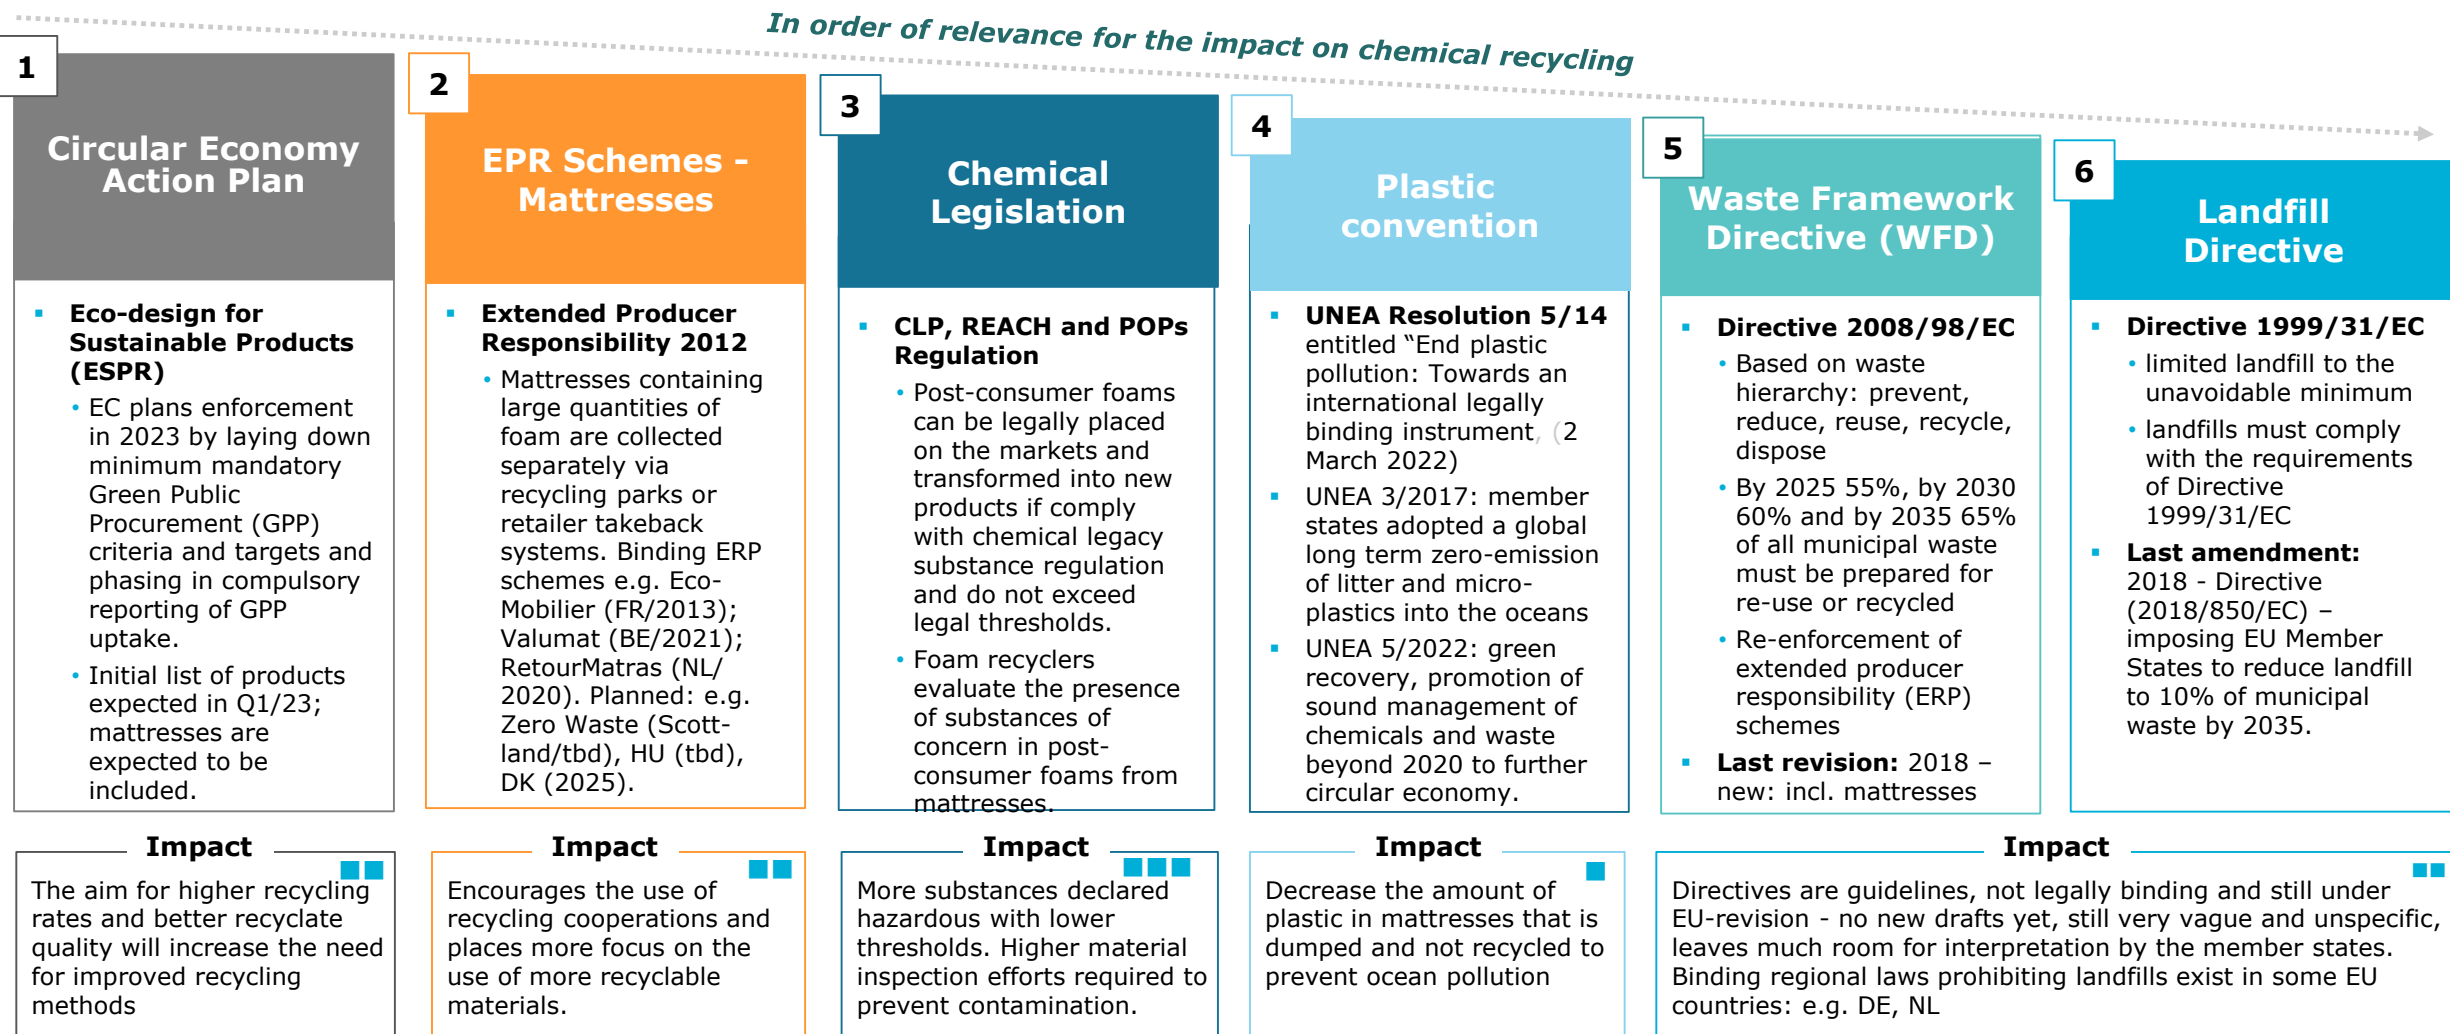 In order of relevance for the impact on chemical recycling
1
Circular Economy
Action Plan
▪ Eco-design for
Sustainable Products
(ESPR)
• EC plans enforcement
in 2023 by laying down
minimum mandatory
Green Public
Procurement (GPP)
criteria and targets and
phasing in compulsory
reporting of GPP
uptake.
• Initial list of products
expected in Q1/23;
mattresses are
expected to be
included.
Impact
The aim for higher recycling
rates and better recyclate
quality will increase the need
for improved recycling
methods
2
EPR Schemes -
Mattresses
▪ Extended Producer
Responsibility 2012
• Mattresses containing
large quantities of
foam are collected
separately via
recycling parks or
retailer takeback
systems. Binding ERP
schemes e.g. Eco-
Mobilier (FR/2013);
Valumat (BE/2021);
RetourMatras (NL/
2020). Planned: e.g.
Zero Waste (Scott-
land/tbd), HU (tbd),
DK (2025).
Impact
Encourages the use of
recycling cooperations and
places more focus on the
use of more recyclable
materials.
3
Chemical
Legislation
▪ CLP, REACH and POPs
Regulation
• Post-consumer foams
can be legally placed
on the markets and
transformed into new
products if comply
with chemical legacy
substance regulation
and do not exceed
legal thresholds.
• Foam recyclers
evaluate the presence
of substances of
concern in post-
consumer foams from
mattresses.
Impact
More substances declared
hazardous with lower
thresholds. Higher material
inspection efforts required to
prevent contamination.
4
Plastic
convention
▪ UNEA Resolution 5/14
entitled “End plastic
pollution: Towards an
international legally
binding instrument, (2
March 2022)
▪ UNEA 3/2017: member
states adopted a global
long term zero-emission
of litter and micro-
plastics into the oceans
▪ UNEA 5/2022: green
recovery, promotion of
sound management of
chemicals and waste
beyond 2020 to further
circular economy.
Impact
Decrease the amount of
plastic in mattresses that is
dumped and not recycled to
prevent ocean pollution
5
Waste Framework
Directive (WFD)
▪ Directive 2008/98/EC
• Based on waste
hierarchy: prevent,
reduce, reuse, recycle,
dispose
• By 2025 55%, by 2030
60% and by 2035 65%
of all municipal waste
must be prepared for
re-use or recycled
• Re-enforcement of
extended producer
responsibility (ERP)
schemes
▪ Last revision: 2018 –
new: incl. mattresses
6
Landfill
Directive
▪ Directive 1999/31/EC
• limited landfill to the
unavoidable minimum
• landfills must comply
with the requirements
of Directive
1999/31/EC
▪ Last amendment:
2018 - Directive
(2018/850/EC) –
imposing EU Member
States to reduce landfill
to 10% of municipal
waste by 2035.
Impact
Directives are guidelines, not legally binding and still under
EU-revision - no new drafts yet, still very vague and unspecific,
leaves much room for interpretation by the member states.
Binding regional laws prohibiting landfills exist in some EU
countries: e.g. DE, NL